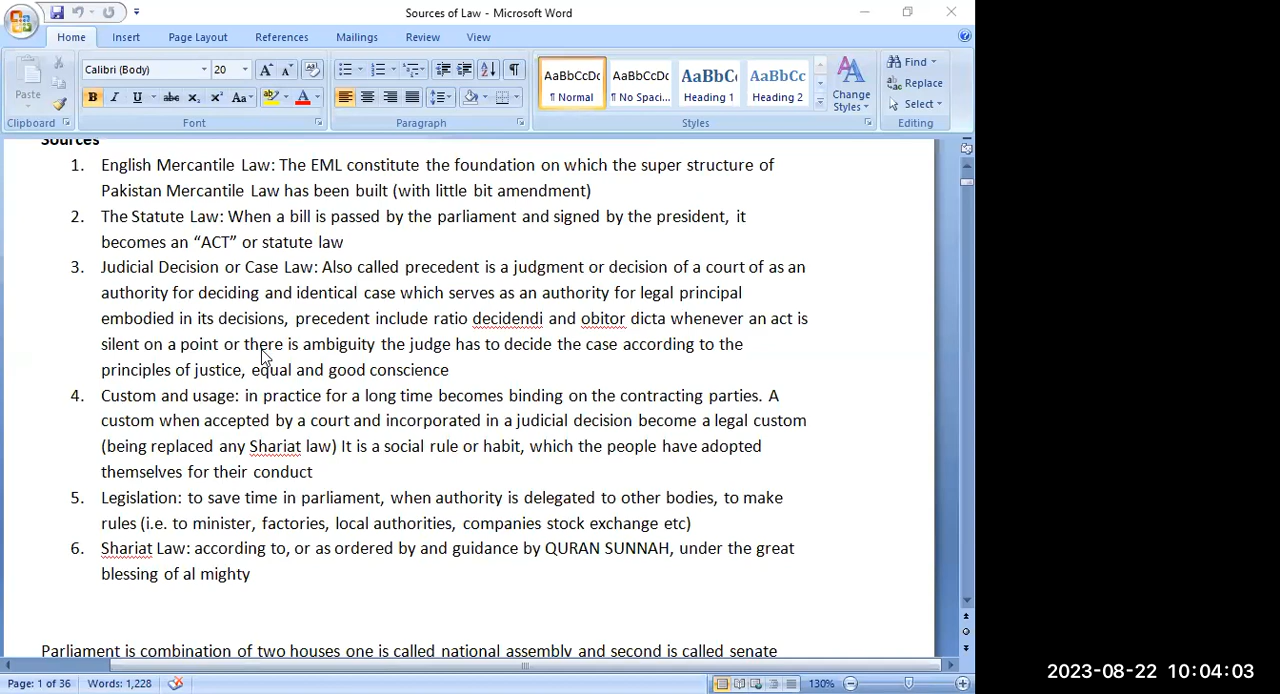 Sources of Law - Microsoft Word
Home Insert Page Layout References Mailings Review View
Calibri (Body) 20
Paste
B I U abc X₂ X² Aa A
AaBbCcDc AaBbCcDc AaBbC AaBbCc
¶ Normal ¶ No Spaci... Heading 1 Heading 2
Change Styles
Find
Replace
Select
Clipboard Font Paragraph Styles Editing
Sources
1. English Mercantile Law: The EML constitute the foundation on which the super structure of
Pakistan Mercantile Law has been built (with little bit amendment)
2. The Statute Law: When a bill is passed by the parliament and signed by the president, it
becomes an “ACT” or statute law
3. Judicial Decision or Case Law: Also called precedent is a judgment or decision of a court of as an
authority for deciding and identical case which serves as an authority for legal principal
embodied in its decisions, precedent include ratio decidendi and obitor dicta whenever an act is
silent on a point or there is ambiguity the judge has to decide the case according to the
principles of justice, equal and good conscience
4. Custom and usage: in practice for a long time becomes binding on the contracting parties. A
custom when accepted by a court and incorporated in a judicial decision become a legal custom
(being replaced any Shariat law) It is a social rule or habit, which the people have adopted
themselves for their conduct
5. Legislation: to save time in parliament, when authority is delegated to other bodies, to make
rules (i.e. to minister, factories, local authorities, companies stock exchange etc)
6. Shariat Law: according to, or as ordered by and guidance by QURAN SUNNAH, under the great
blessing of al mighty
Parliament is combination of two houses one is called national assembly and second is called senate
Page: 1 of 36 Words: 1,228 130%
2023-08-22 10:04:03